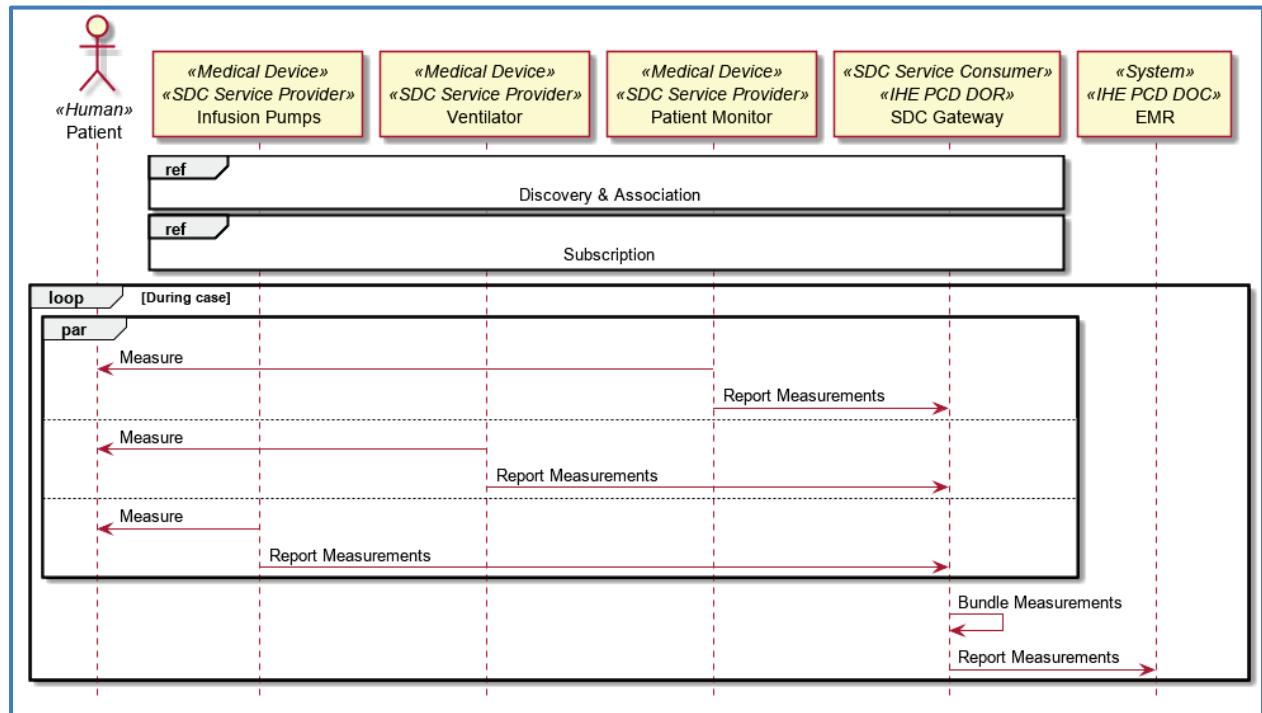 «Human»
Patient
«Medical Device»
«SDC Service Provider»
Infusion Pumps
«Medical Device»
«SDC Service Provider»
Ventilator
«Medical Device»
«SDC Service Provider»
Patient Monitor
«SDC Service Consumer»
«IHE PCD DOR»
SDC Gateway
«System»
«IHE PCD DOC»
EMR
ref
Discovery & Association
ref
Subscription
loop [During case]
par
Measure
Report Measurements
Measure
Report Measurements
Measure
Report Measurements
Bundle Measurements
Report Measurements